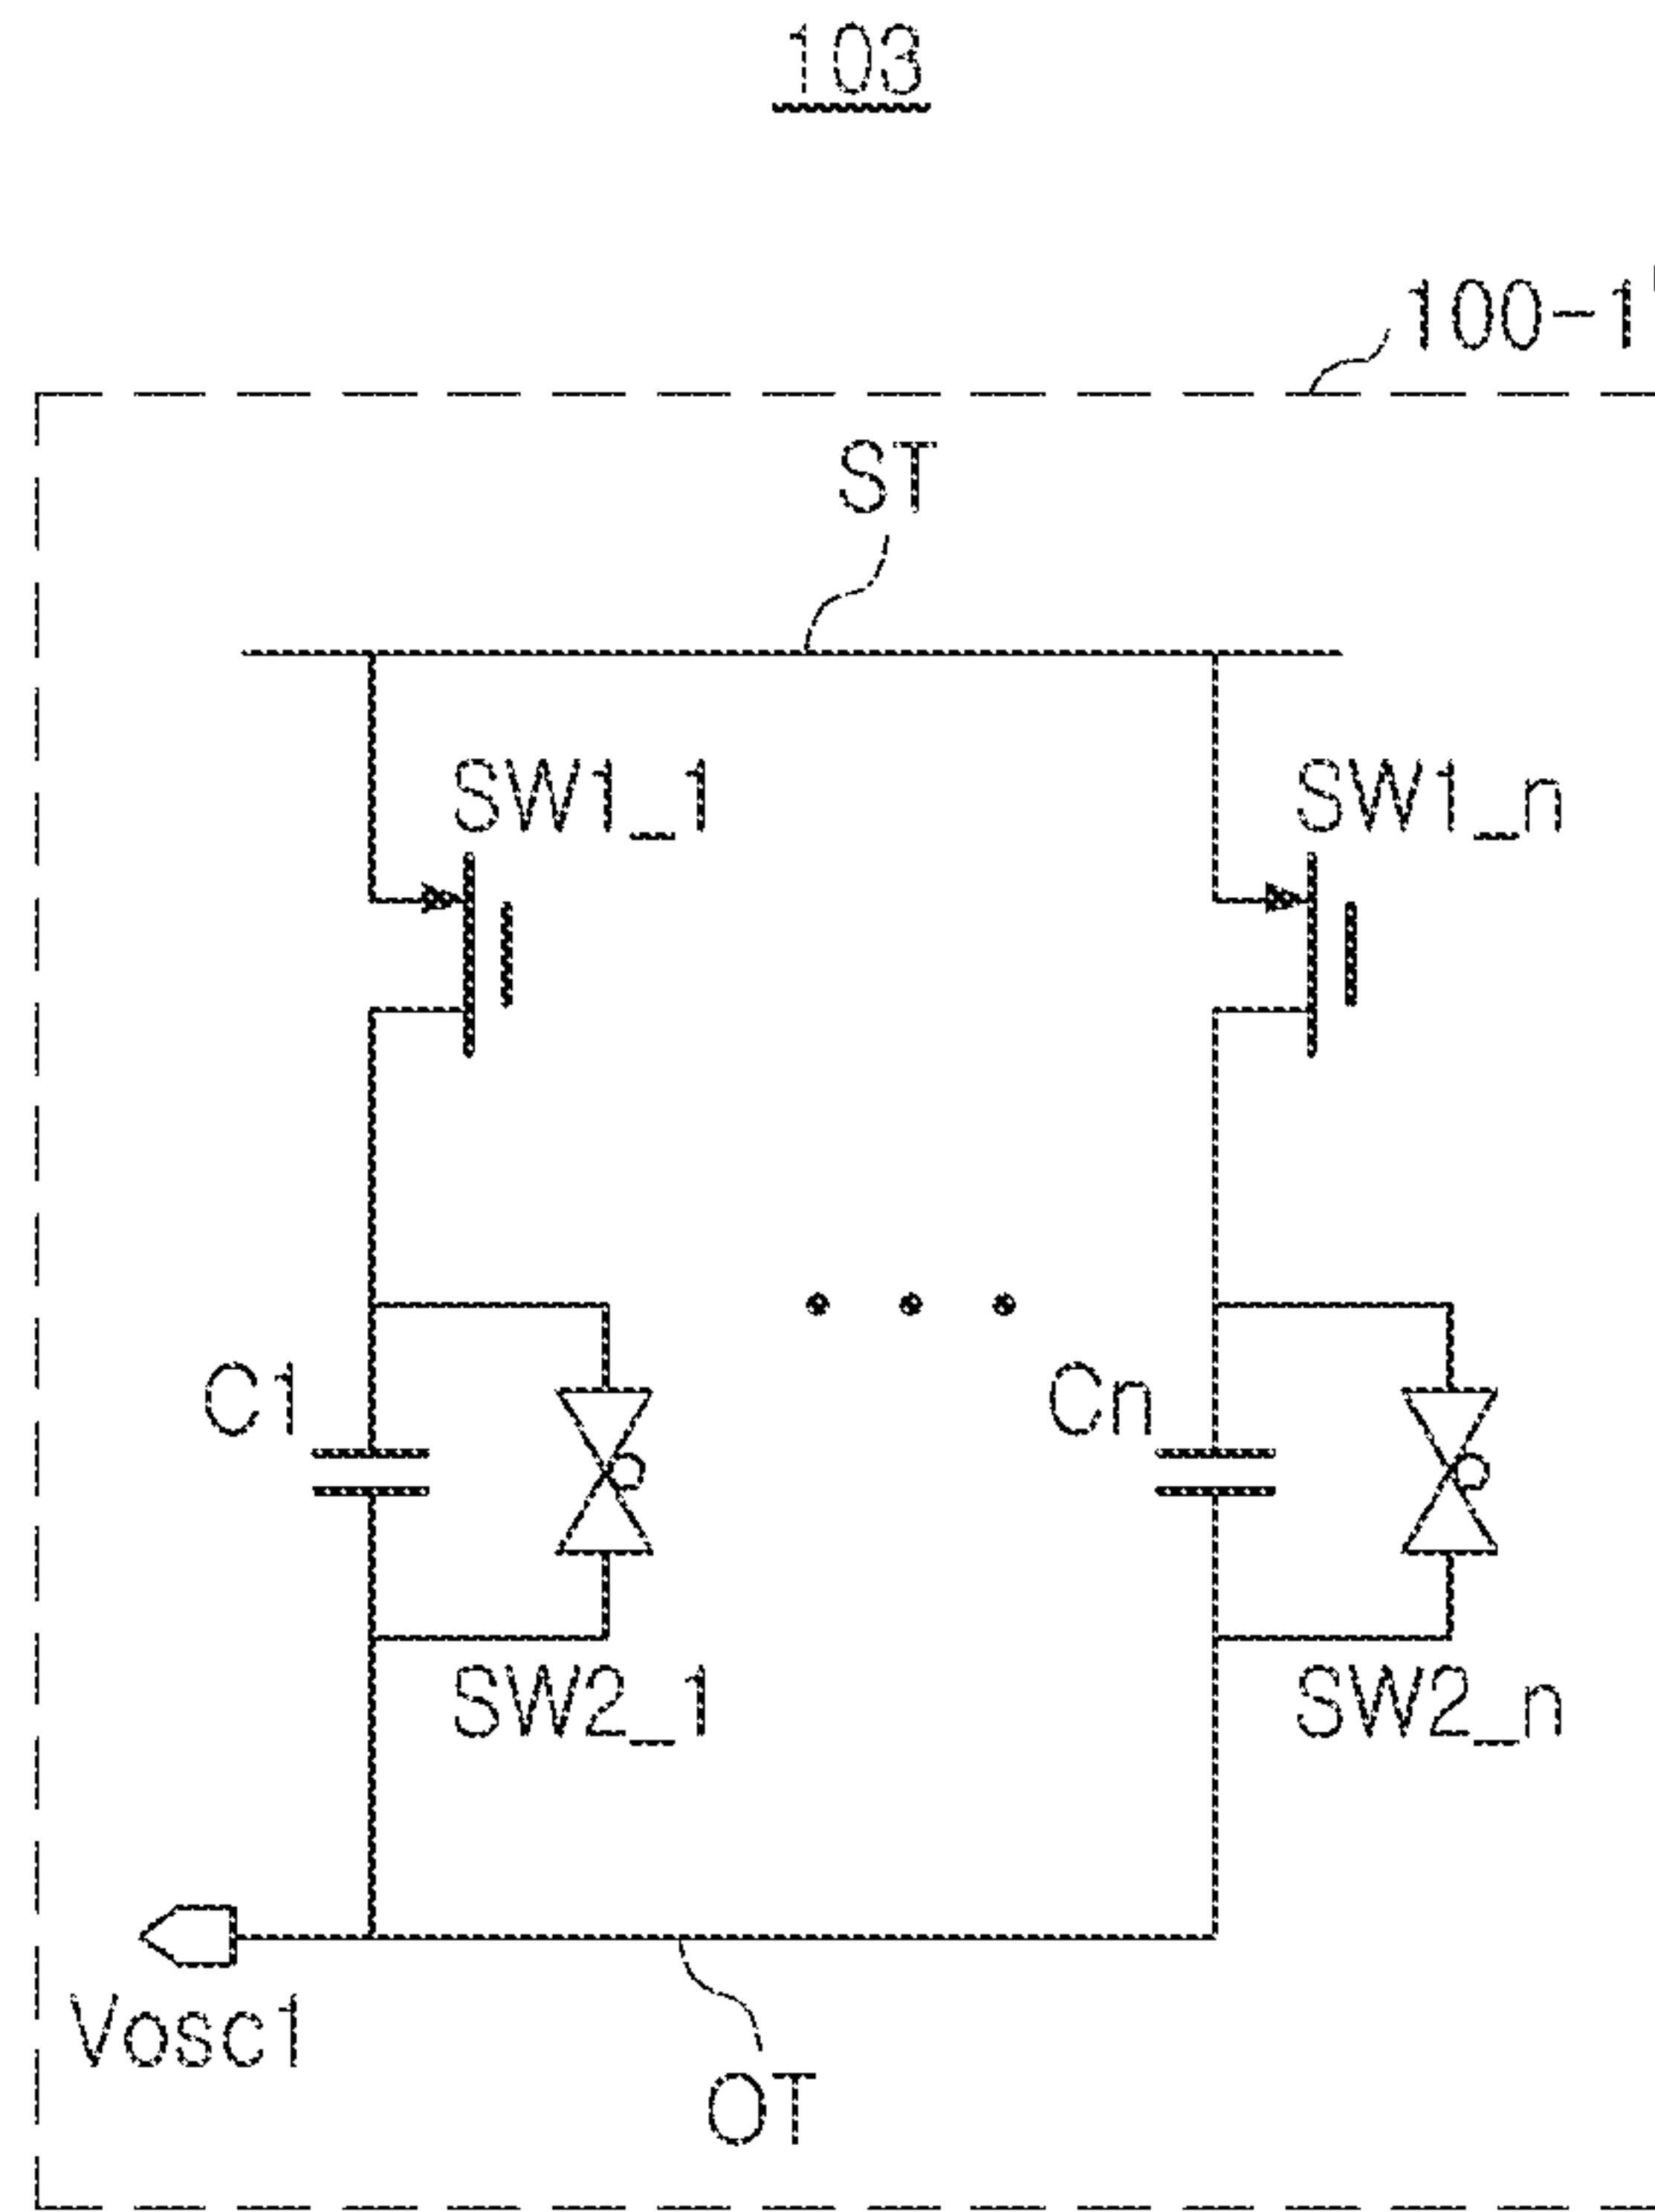 103
100-1'
ST
SW1_1 SW1_n
C1 Cn
SW2_1 SW2_n
Vosc1
OT